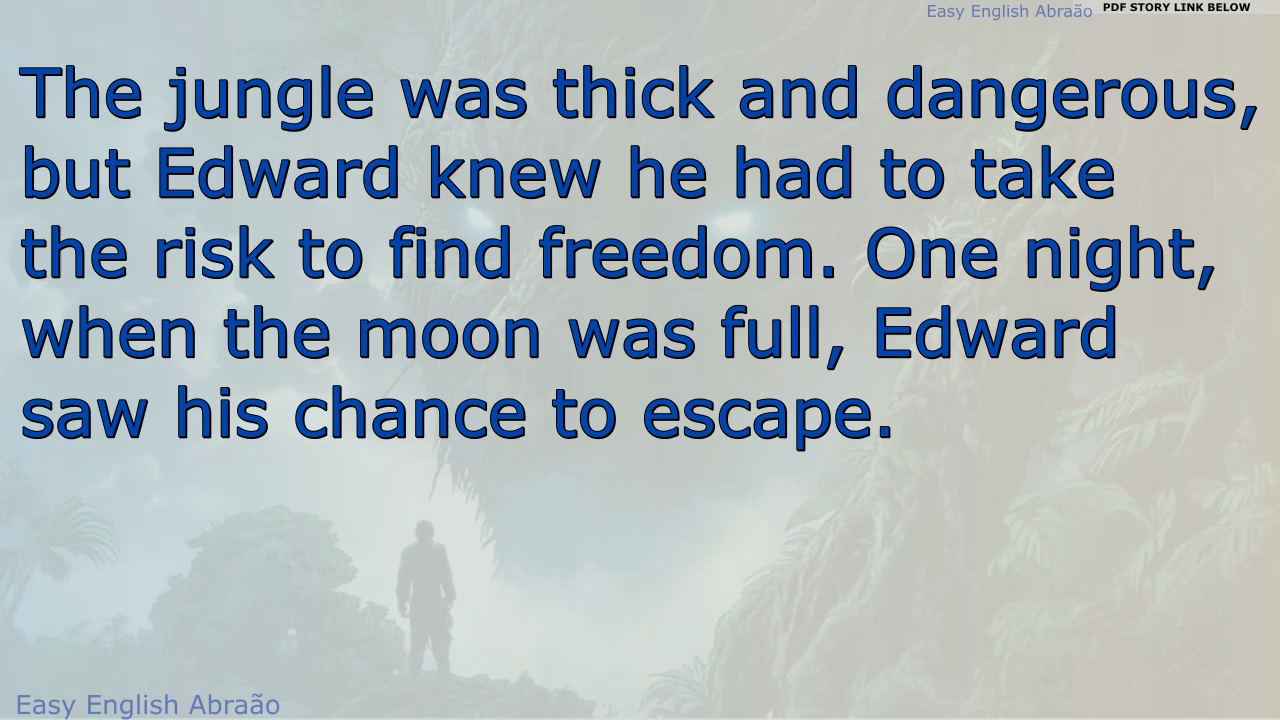 Easy English Abraão PDF STORY LINK BELOW
The jungle was thick and dangerous,
but Edward knew he had to take
the risk to find freedom. One night,
when the moon was full, Edward
saw his chance to escape.
Easy English Abraão